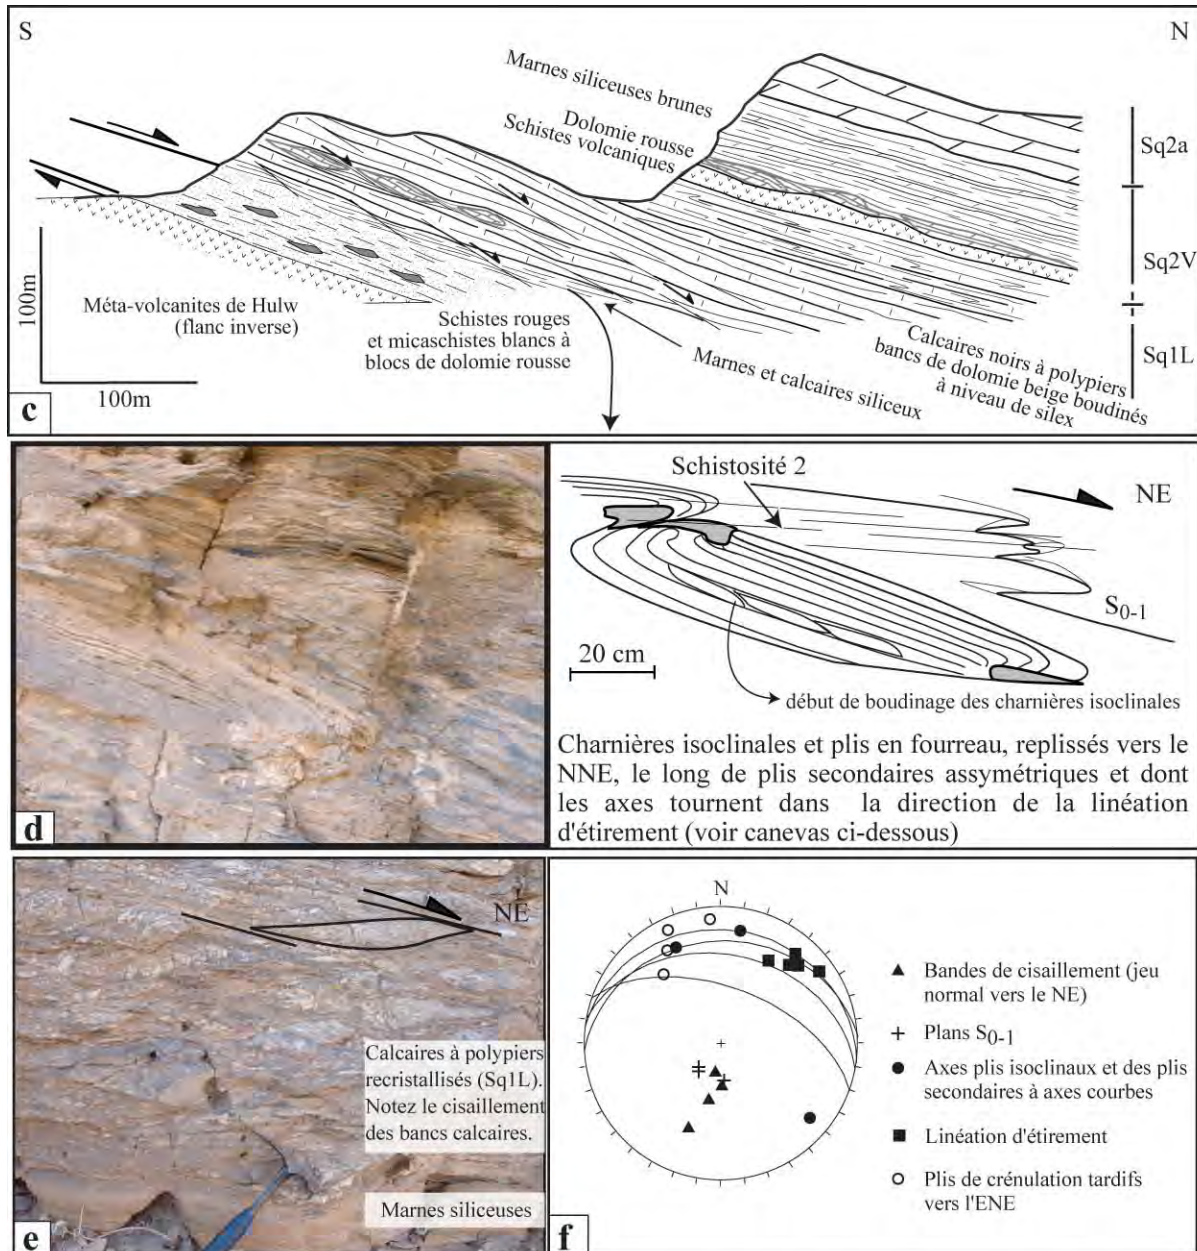 S
N
Marnes siliceuses brunes
Dolomie rousse
Schistes volcaniques
Sq2a
Sq2V
Sq1L
100m
100m
Méta-volcanites de Hulw
(flanc inverse)
Schistes rouges
et micaschistes blancs à
blocs de dolomie rousse
Marnes et calcaires siliceux
Calcaires noirs à polypiers
bancs de dolomie beige boudinés
à niveau de silex
c
Schistosité 2
NE
S0-1
20 cm
début de boudinage des charnières isoclinales
Charnières isoclinales et plis en fourreau, replissés vers le
NNE, le long de plis secondaires assymétriques et dont
les axes tournent dans la direction de la linéation
d'étirement (voir canevas ci-dessous)
d
NE
Calcaires à polypiers
recristallisés (Sq1L).
Notez le cisaillement
des bancs calcaires.
Marnes siliceuses
e
N
Bandes de cisaillement (jeu
normal vers le NE)
Plans S0-1
Axes plis isoclinaux et des plis
secondaires à axes courbes
Linéation d'étirement
Plis de crénulation tardifs
vers l'ENE
f